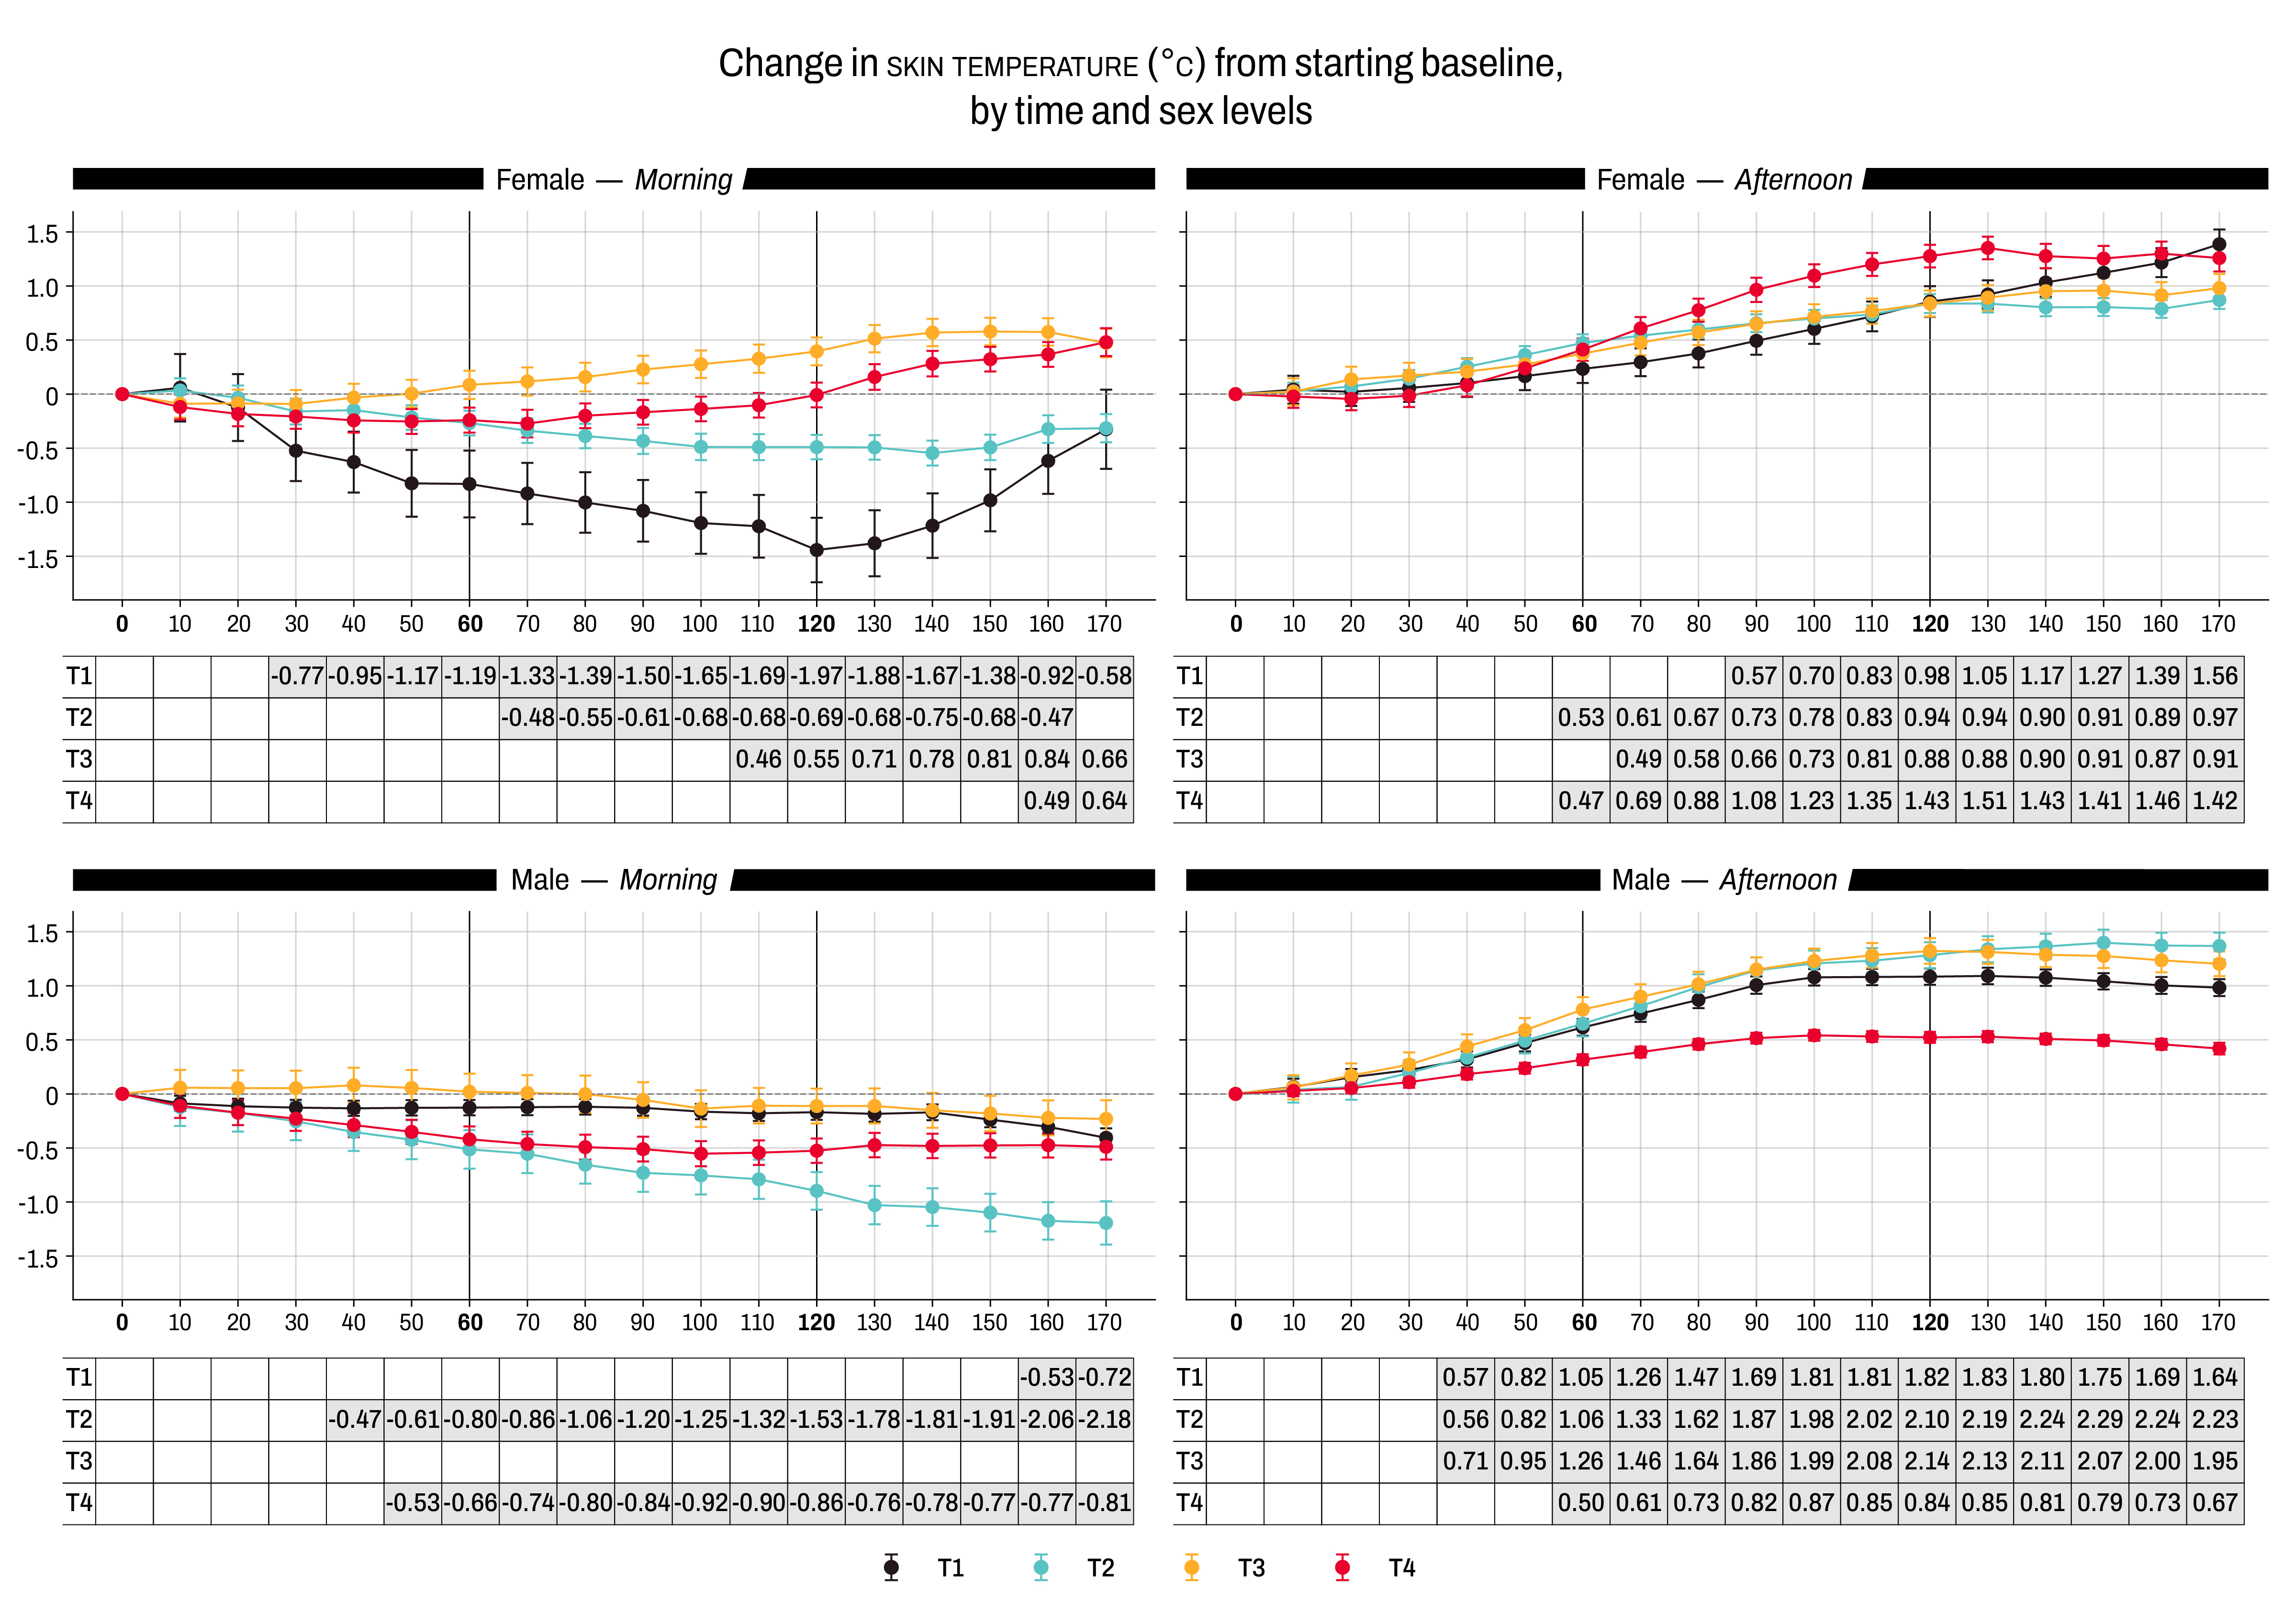 Change in SKIN TEMPERATURE (°C) from starting baseline,
by time and sex levels
Female — Morning
1.5
1.0
0.5
0
-0.5
-1.0
-1.5
0 10 20 30 40 50 60 70 80 90 100 110 120 130 140 150 160 170
T1 -0.77 -0.95 -1.17 -1.19 -1.33 -1.39 -1.50 -1.65 -1.69 -1.97 -1.88 -1.67 -1.38 -0.92 -0.58
T2 -0.48 -0.55 -0.61 -0.68 -0.68 -0.69 -0.68 -0.75 -0.68 -0.47
T3 0.46 0.55 0.71 0.78 0.81 0.84 0.66
T4 0.49 0.64
Female — Afternoon
0 10 20 30 40 50 60 70 80 90 100 110 120 130 140 150 160 170
T1 0.57 0.70 0.83 0.98 1.05 1.17 1.27 1.39 1.56
T2 0.53 0.61 0.67 0.73 0.78 0.83 0.94 0.94 0.90 0.91 0.89 0.97
T3 0.49 0.58 0.66 0.73 0.81 0.88 0.88 0.90 0.91 0.87 0.91
T4 0.47 0.69 0.88 1.08 1.23 1.35 1.43 1.51 1.43 1.41 1.46 1.42
Male — Morning
1.5
1.0
0.5
0
-0.5
-1.0
-1.5
0 10 20 30 40 50 60 70 80 90 100 110 120 130 140 150 160 170
T1 -0.53 -0.72
T2 -0.47 -0.61 -0.80 -0.86 -1.06 -1.20 -1.25 -1.32 -1.53 -1.78 -1.81 -1.91 -2.06 -2.18
T3
T4 -0.53 -0.66 -0.74 -0.80 -0.84 -0.92 -0.90 -0.86 -0.76 -0.78 -0.77 -0.77 -0.81
Male — Afternoon
0 10 20 30 40 50 60 70 80 90 100 110 120 130 140 150 160 170
T1 0.57 0.82 1.05 1.26 1.47 1.69 1.81 1.81 1.82 1.83 1.80 1.75 1.69 1.64
T2 0.56 0.82 1.06 1.33 1.62 1.87 1.98 2.02 2.10 2.19 2.24 2.29 2.24 2.23
T3 0.71 0.95 1.26 1.46 1.64 1.86 1.99 2.08 2.14 2.13 2.11 2.07 2.00 1.95
T4 0.50 0.61 0.73 0.82 0.87 0.85 0.84 0.85 0.81 0.79 0.73 0.67
T1 T2 T3 T4